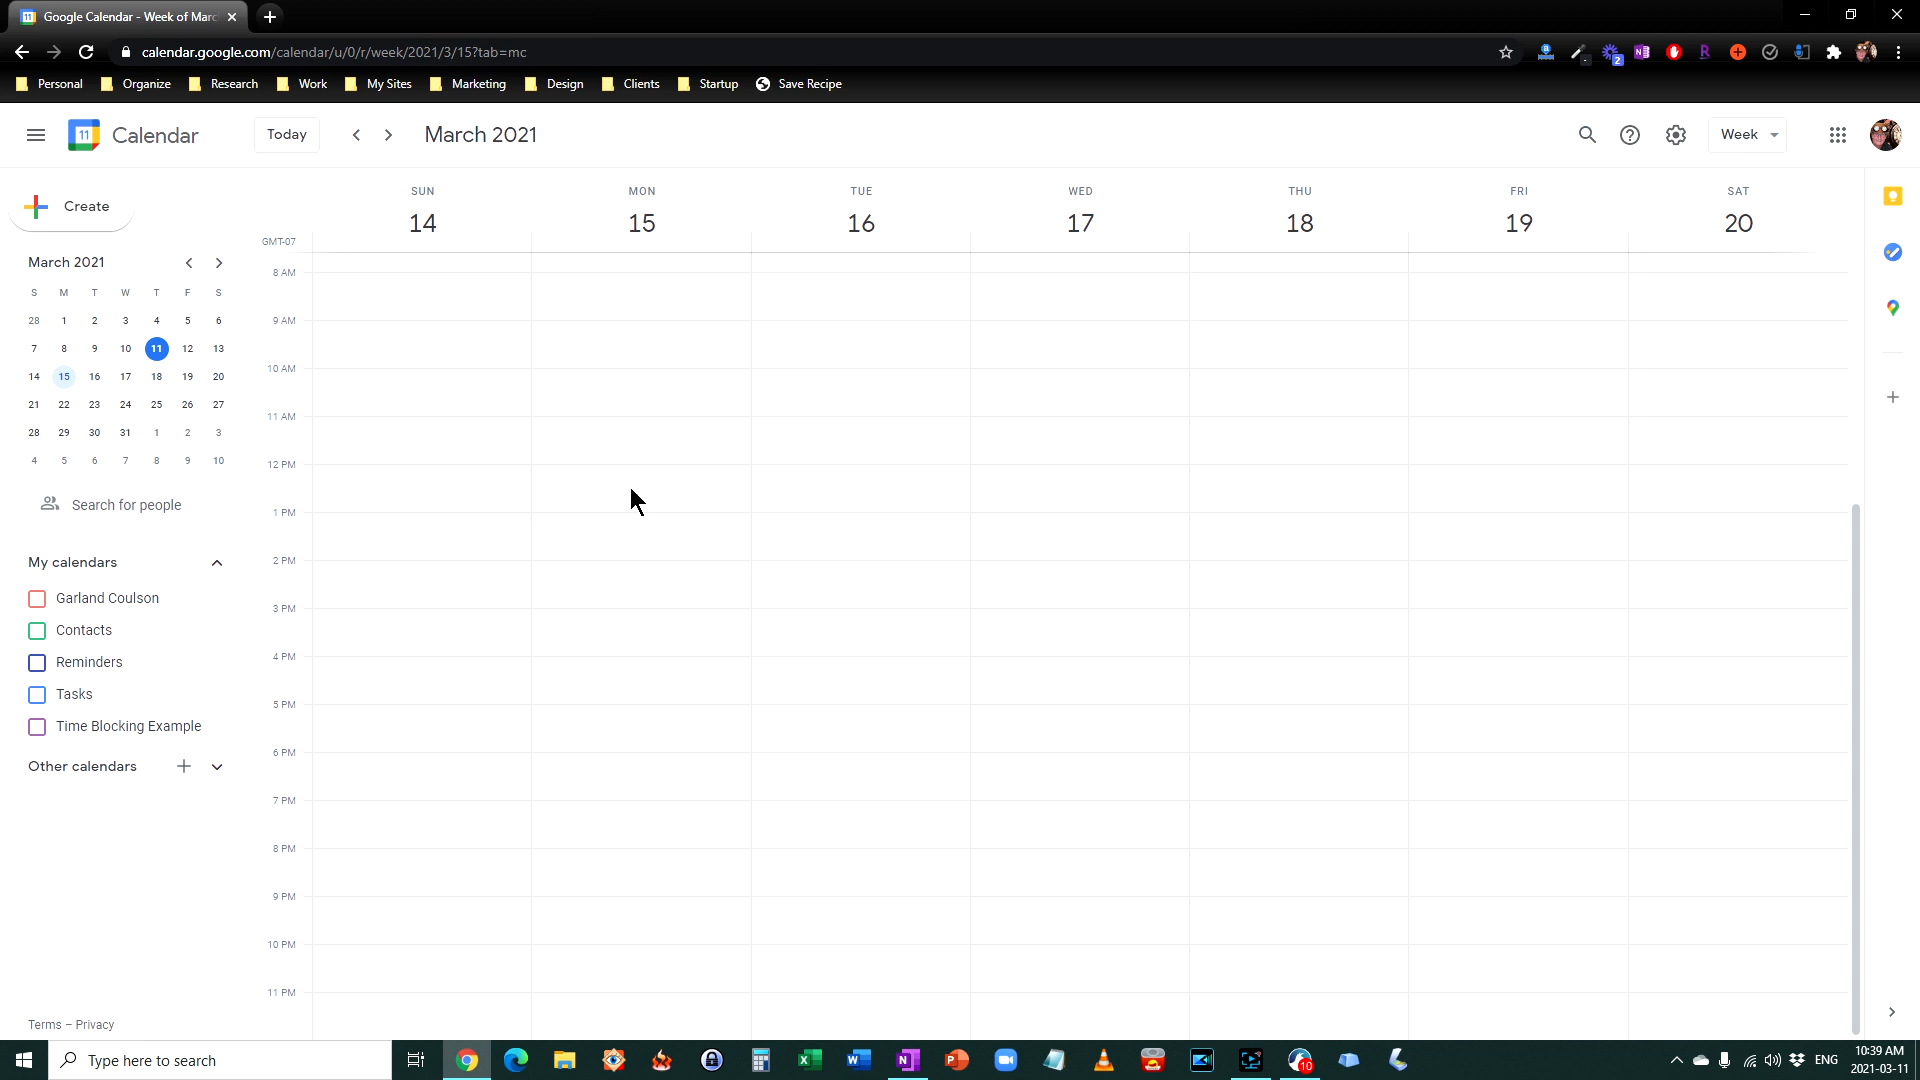 Google Calendar - Week of Marc
calendar.google.com/calendar/u/0/r/week/2021/3/15?tab=mc
2
Personal Organize Research Work My Sites Marketing Design Clients Startup Save Recipe
11 Calendar Today March 2021 Week
Create
SUN MON TUE WED THU FRI SAT
14 15 16 17 18 19 20
GMT-07
March 2021
S M T W T F S
28 1 2 3 4 5 6
7 8 9 10 11 12 13
14 15 16 17 18 19 20
21 22 23 24 25 26 27
28 29 30 31 1 2 3
4 5 6 7 8 9 10
Search for people
My calendars
Garland Coulson
Contacts
Reminders
Tasks
Time Blocking Example
Other calendars
Terms – Privacy
8 AM
9 AM
10 AM
11 AM
12 PM
1 PM
2 PM
3 PM
4 PM
5 PM
6 PM
7 PM
8 PM
9 PM
10 PM
11 PM
Type here to search
10
ENG
10:39 AM
2021-03-11